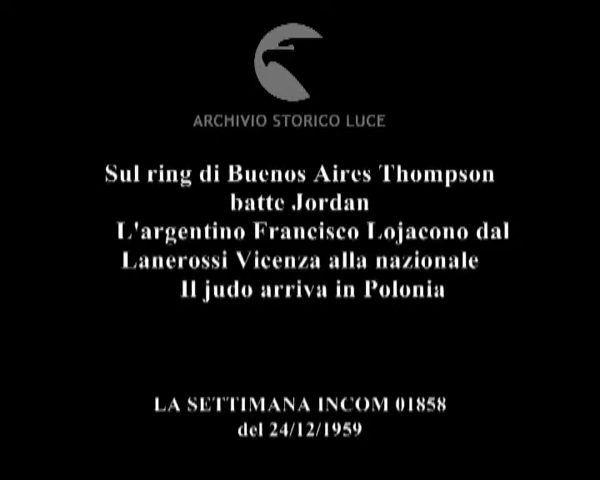 ARCHIVIO STORICO LUCE
Sul ring di Buenos Aires Thompson
batte Jordan
L'argentino Francisco Lojacono dal
Lanerossi Vicenza alla nazionale
Il judo arriva in Polonia
LA SETTIMANA INCOM 01858
del 24/12/1959